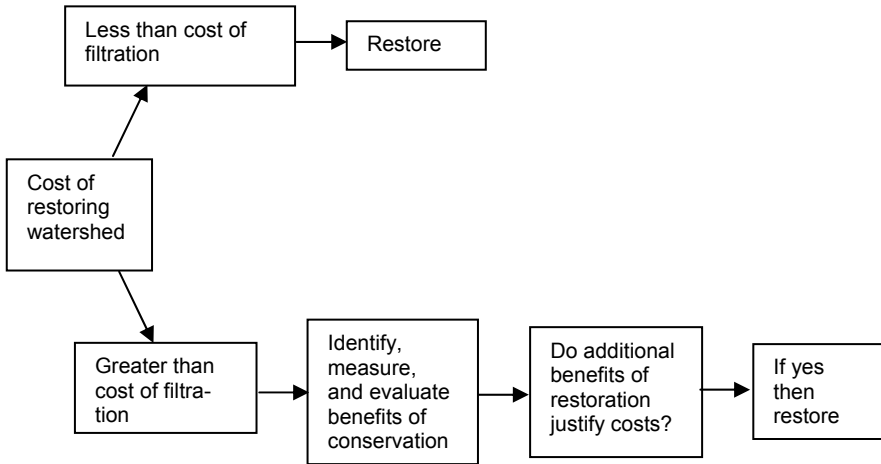 Less than cost of
filtration
Restore
Cost of
restoring
watershed
Greater than
cost of filtra-
tion
Identify,
measure,
and evaluate
benefits of
conservation
Do additional
benefits of
restoration
justify costs?
If yes
then
restore